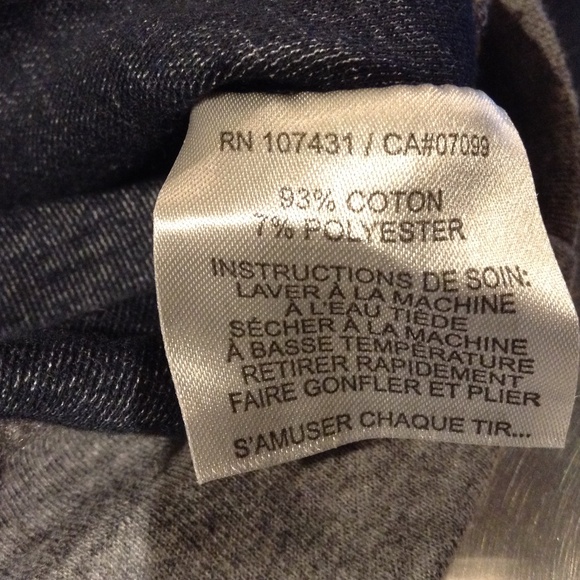 RN 107431 / CA#07099
93% COTON
7% POLYESTER
INSTRUCTIONS DE SOIN:
LAVER À LA MACHINE
À L'EAU TIÈDE
SÉCHER À LA MACHINE
À BASSE TEMPÉRATURE
RETIRER RAPIDEMENT
FAIRE GONFLER ET PLIER
S'AMUSER CHAQUE TIR...